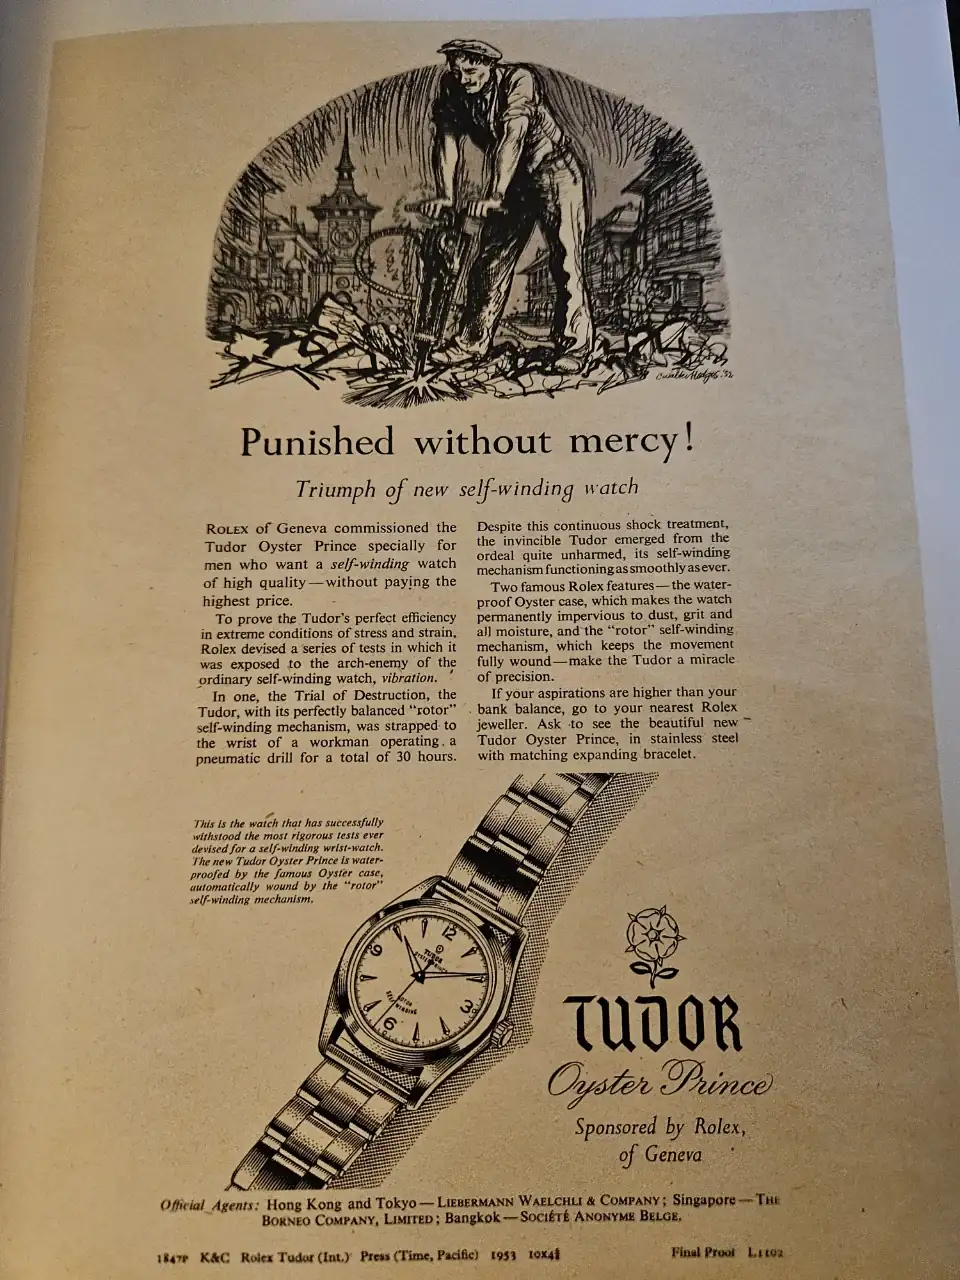 Punished without mercy!
Triumph of new self-winding watch
ROLEX of Geneva commissioned the
Tudor Oyster Prince specially for
men who want a self-winding watch
of high quality—without paying the
highest price.
To prove the Tudor's perfect efficiency
in extreme conditions of stress and strain,
Rolex devised a series of tests in which it
was exposed to the arch-enemy of the
ordinary self-winding watch, vibration.
In one, the Trial of Destruction, the
Tudor, with its perfectly balanced "rotor"
self-winding mechanism, was strapped to
the wrist of a workman operating a
pneumatic drill for a total of 30 hours.
Despite this continuous shock treatment,
the invincible Tudor emerged from the
ordeal quite unharmed, its self-winding
mechanism functioning as smoothly as ever.
Two famous Rolex features—the water-
proof Oyster case, which makes the watch
permanently impervious to dust, grit and
all moisture, and the "rotor" self-winding
mechanism, which keeps the movement
fully wound—make the Tudor a miracle
of precision.
If your aspirations are higher than your
bank balance, go to your nearest Rolex
jeweller. Ask to see the beautiful new
Tudor Oyster Prince, in stainless steel
with matching expanding bracelet.
This is the watch that has successfully
withstood the most rigorous tests ever
devised for a self-winding wrist-watch.
The new Tudor Oyster Prince is water-
proofed by the famous Oyster case,
automatically wound by the "rotor"
self-winding mechanism.
12
9
3
6
TUDOR
OYSTER PRINCE
ROTOR
SELF-WINDING
TUDOR
Oyster Prince
Sponsored by Rolex,
of Geneva
Official Agents: Hong Kong and Tokyo—LIEBERMANN WAELCHLI & COMPANY; Singapore—THE
BORNEO COMPANY, LIMITED; Bangkok—SOCIÉTÉ ANONYME BELGE.
1847P K&C Rolex Tudor (Int.) Press (Time, Pacific) 1953 10x4⅝ Final Proof L1102